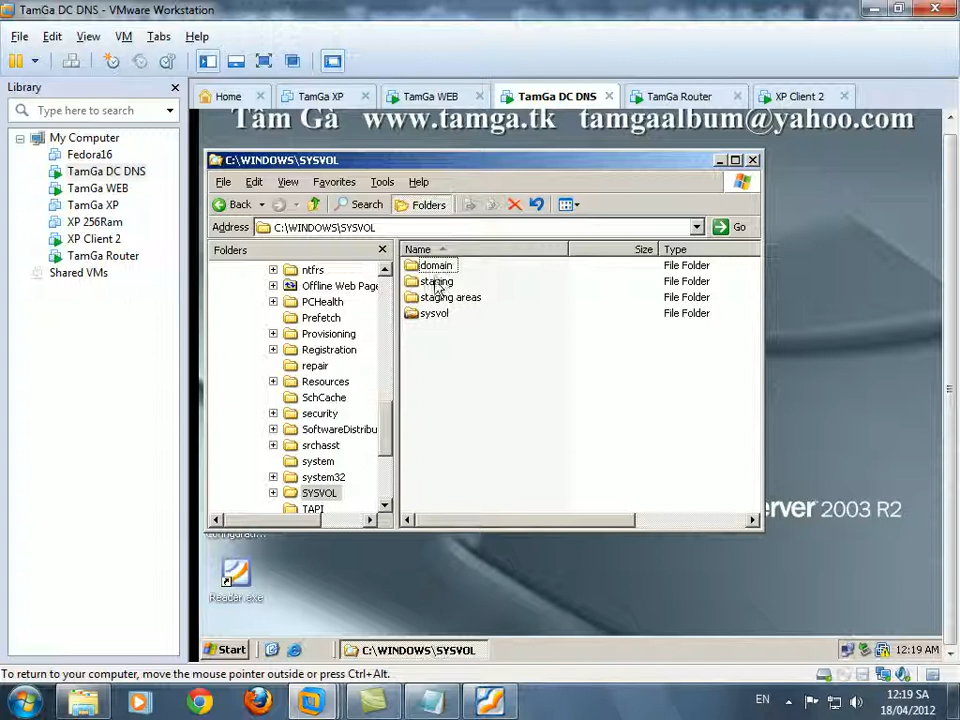 TamGa DC DNS - VMware Workstation
File Edit View VM Tabs Help
Library
Type here to search
My Computer
Fedora16
TamGa DC DNS
TamGa WEB
TamGa XP
XP 256Ram
XP Client 2
TamGa Router
Shared VMs
Home TamGa XP TamGa WEB TamGa DC DNS TamGa Router XP Client 2
Tâm Gà www.tamga.tk tamgaalbum@yahoo.com
C:\WINDOWS\SYSVOL
File Edit View Favorites Tools Help
Back Search Folders
Address C:\WINDOWS\SYSVOL Go
Folders
ntfrs
Offline Web Page
PCHealth
Prefetch
Provisioning
Registration
repair
Resources
SchCache
security
SoftwareDistribu
srchasst
system
system32
SYSVOL
TAPI
Name Size Type
domain File Folder
staging File Folder
staging areas File Folder
sysvol File Folder
erver 2003 R2
Reader.exe
Start C:\WINDOWS\SYSVOL 12:19 AM
To return to your computer, move the mouse pointer outside or press Ctrl+Alt.
EN 12:19 SA
18/04/2012